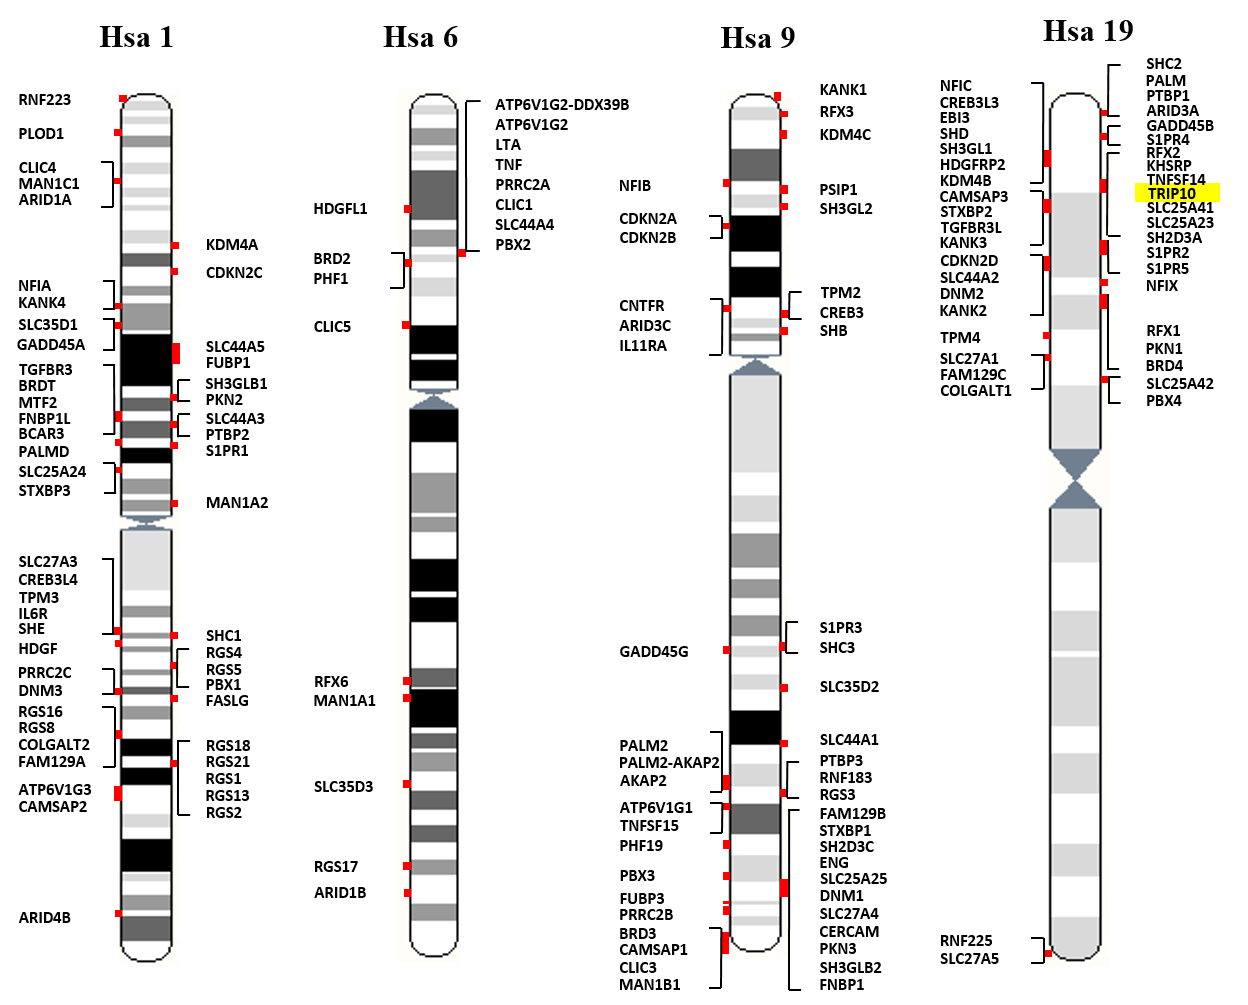 Hsa 1
RNF223
PLOD1
CLIC4
MAN1C1
ARID1A
NFIA
KANK4
SLC35D1
GADD45A
TGFBR3
BRDT
MTF2
FNBP1L
BCAR3
PALMD
SLC25A24
STXBP3
SLC27A3
CREB3L4
TPM3
IL6R
SHE
HDGF
PRRC2C
DNM3
RGS16
RGS8
COLGALT2
FAM129A
ATP6V1G3
CAMSAP2
ARID4B
KDM4A
CDKN2C
SLC44A5
FUBP1
SH3GLB1
PKN2
SLC44A3
PTBP2
S1PR1
MAN1A2
SHC1
RGS4
RGS5
PBX1
FASLG
RGS18
RGS21
RGS1
RGS13
RGS2
Hsa 6
HDGFL1
BRD2
PHF1
CLIC5
RFX6
MAN1A1
SLC35D3
RGS17
ARID1B
ATP6V1G2-DDX39B
ATP6V1G2
LTA
TNF
PRRC2A
CLIC1
SLC44A4
PBX2
Hsa 9
NFIB
CDKN2A
CDKN2B
CNTFR
ARID3C
IL11RA
GADD45G
PALM2
PALM2-AKAP2
AKAP2
ATP6V1G1
TNFSF15
PHF19
PBX3
FUBP3
PRRC2B
BRD3
CAMSAP1
CLIC3
MAN1B1
KANK1
RFX3
KDM4C
PSIP1
SH3GL2
TPM2
CREB3
SHB
S1PR3
SHC3
SLC35D2
SLC44A1
PTBP3
RNF183
RGS3
FAM129B
STXBP1
SH2D3C
ENG
SLC25A25
DNM1
SLC27A4
CERCAM
PKN3
SH3GLB2
FNBP1
Hsa 19
NFIC
CREB3L3
EBI3
SHD
SH3GL1
HDGFRP2
KDM4B
CAMSAP3
STXBP2
TGFBR3L
KANK3
CDKN2D
SLC44A2
DNM2
KANK2
TPM4
SLC27A1
FAM129C
COLGALT1
RNF225
SLC27A5
SHC2
PALM
PTBP1
ARID3A
GADD45B
S1PR4
RFX2
KHSRP
TNFSF14
TRIP10
SLC25A41
SLC25A23
SH2D3A
S1PR2
S1PR5
NFIX
RFX1
PKN1
BRD4
SLC25A42
PBX4